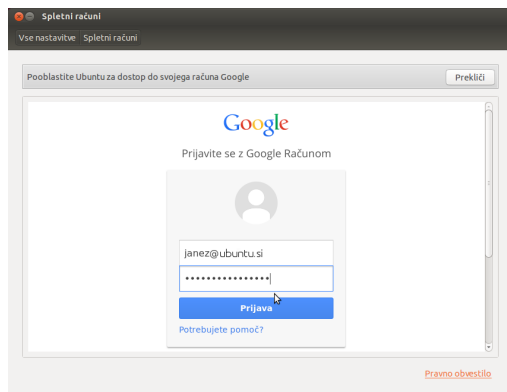 Spletni računi
Vse nastavitve Spletni računi
Pooblastite Ubuntu za dostop do svojega računa Google
Prekliči
Google
Prijavite se z Google Računom
janez@ubuntu.si
••••••••••••••••
Prijava
Potrebujete pomoč?
Pravno obvestilo